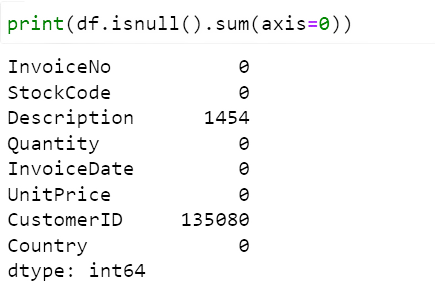 print(df.isnull().sum(axis=0))
InvoiceNo 0
StockCode 0
Description 1454
Quantity 0
InvoiceDate 0
UnitPrice 0
CustomerID 135080
Country 0
dtype: int64